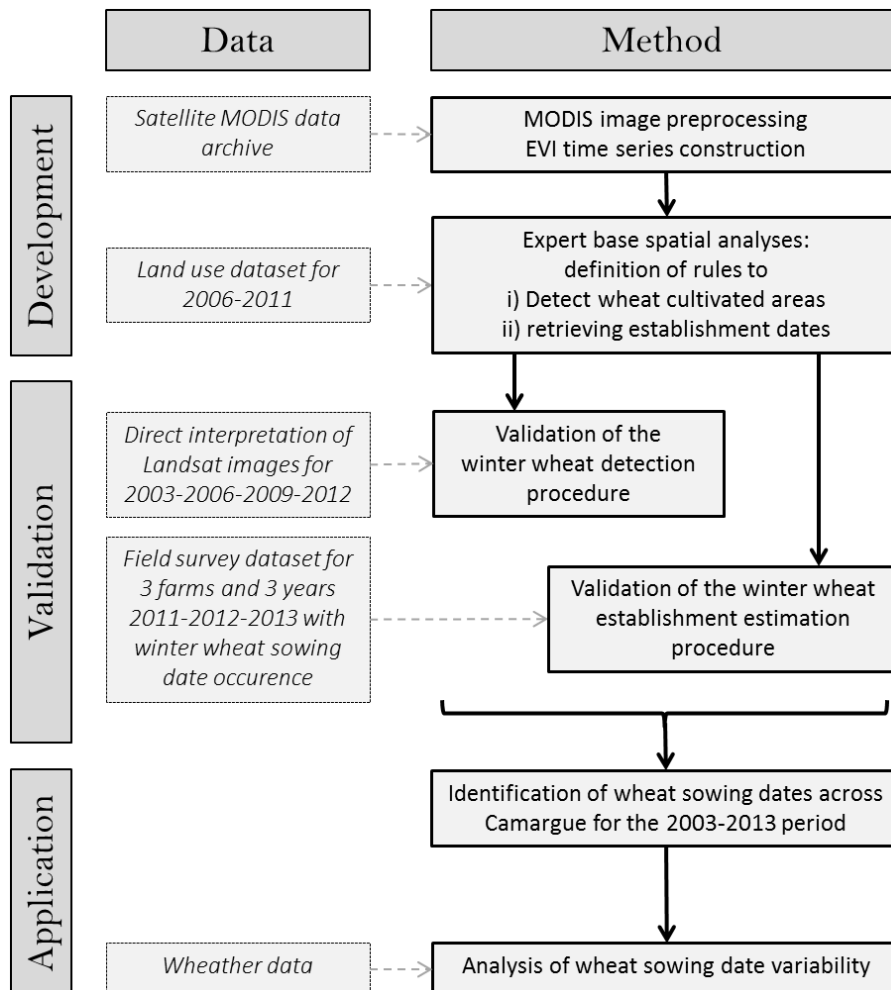 Data
Method
Development
Satellite MODIS data
archive
MODIS image preprocessing
EVI time series construction
Land use dataset for
2006-2011
Expert base spatial analyses:
definition of rules to
i) Detect wheat cultivated areas
ii) retrieving establishment dates
Validation
Direct interpretation of
Landsat images for
2003-2006-2009-2012
Validation of the
winter wheat detection
procedure
Field survey dataset for
3 farms and 3 years
2011-2012-2013 with
winter wheat sowing
date occurence
Validation of the winter wheat
establishment estimation
procedure
Application
Identification of wheat sowing dates across
Camargue for the 2003-2013 period
Wheather data
Analysis of wheat sowing date variability